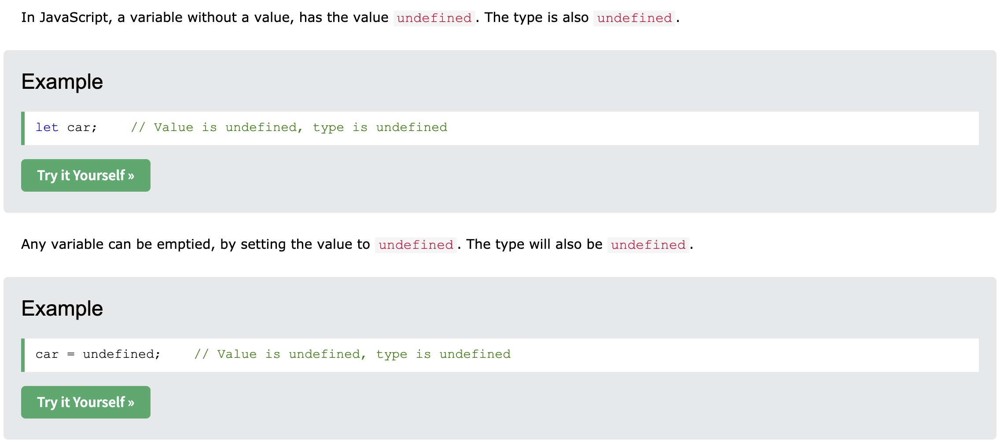 In JavaScript, a variable without a value, has the value undefined. The type is also undefined.
Example
let car;    // Value is undefined, type is undefined
Try it Yourself »
Any variable can be emptied, by setting the value to undefined. The type will also be undefined.
Example
car = undefined;    // Value is undefined, type is undefined
Try it Yourself »